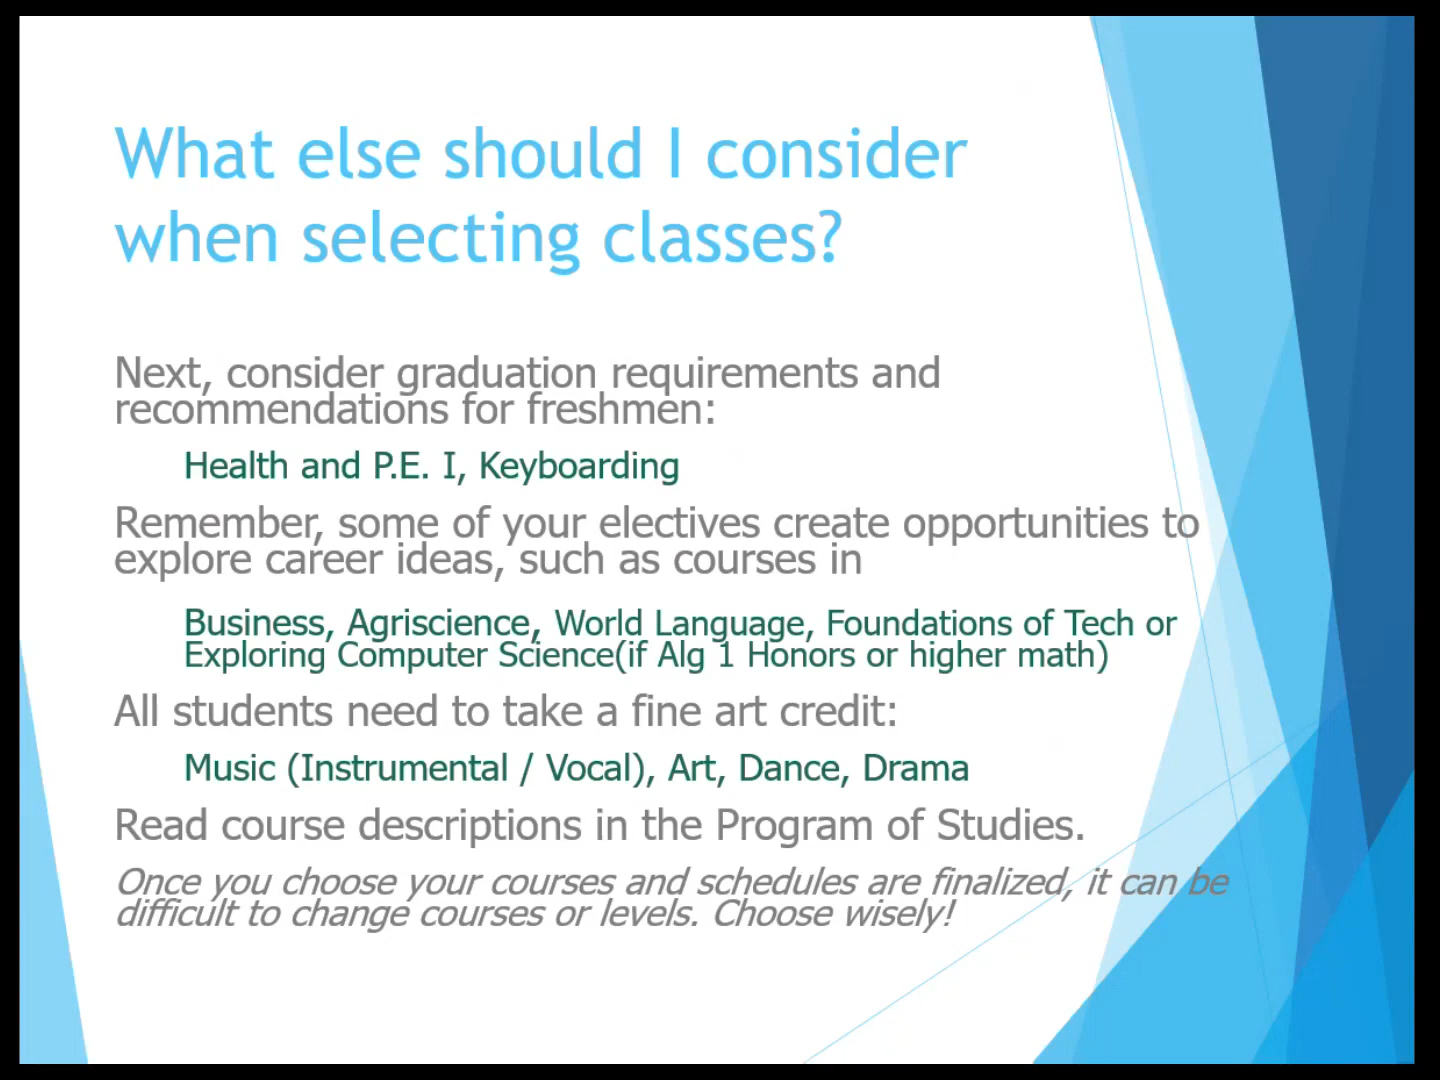 What else should I consider
when selecting classes?
Next, consider graduation requirements and
recommendations for freshmen:
Health and P.E. I, Keyboarding
Remember, some of your electives create opportunities to
explore career ideas, such as courses in
Business, Agriscience, World Language, Foundations of Tech or
Exploring Computer Science(if Alg 1 Honors or higher math)
All students need to take a fine art credit:
Music (Instrumental / Vocal), Art, Dance, Drama
Read course descriptions in the Program of Studies.
Once you choose your courses and schedules are finalized, it can be
difficult to change courses or levels. Choose wisely!